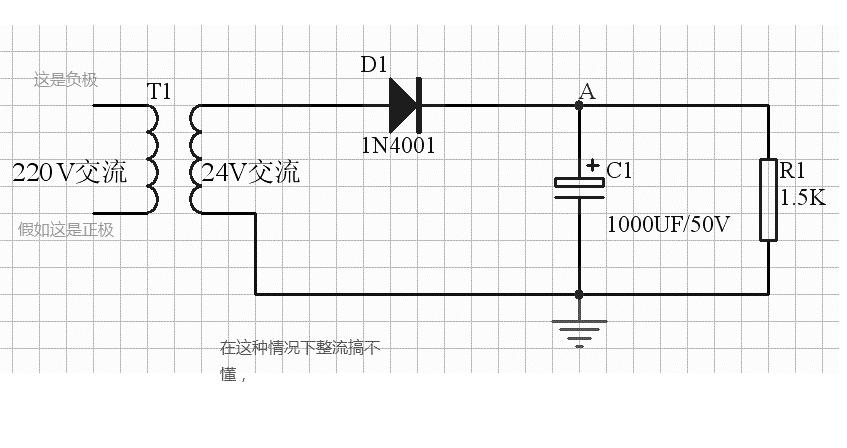 这是负极
T1
D1
1N4001
A
220V交流
24V交流
+
C1
1000UF/50V
R1
1.5K
假如这是正极
在这种情况下整流搞不
懂，